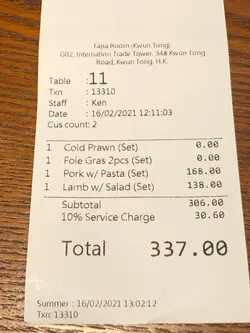 Tapa Room (Kwun Tong)
G02, Internation Trade Tower, 348 Kwun Tong
Road, Kwun Tong, H.K.
Table : 11
Txn : 13310
Staff : Ken
Date : 16/02/2021 12:11:03
Cus count: 2
1 Cold Prawn (Set) 0.00
1 Foie Gras 2pcs (Set) 0.00
1 Pork w/ Pasta (Set) 168.00
1 Lamb w/ Salad (Set) 138.00
Subtotal 306.00
10% Service Charge 30.60
Total 337.00
Summer : 16/02/2021 13:02:12
Txn: 13310